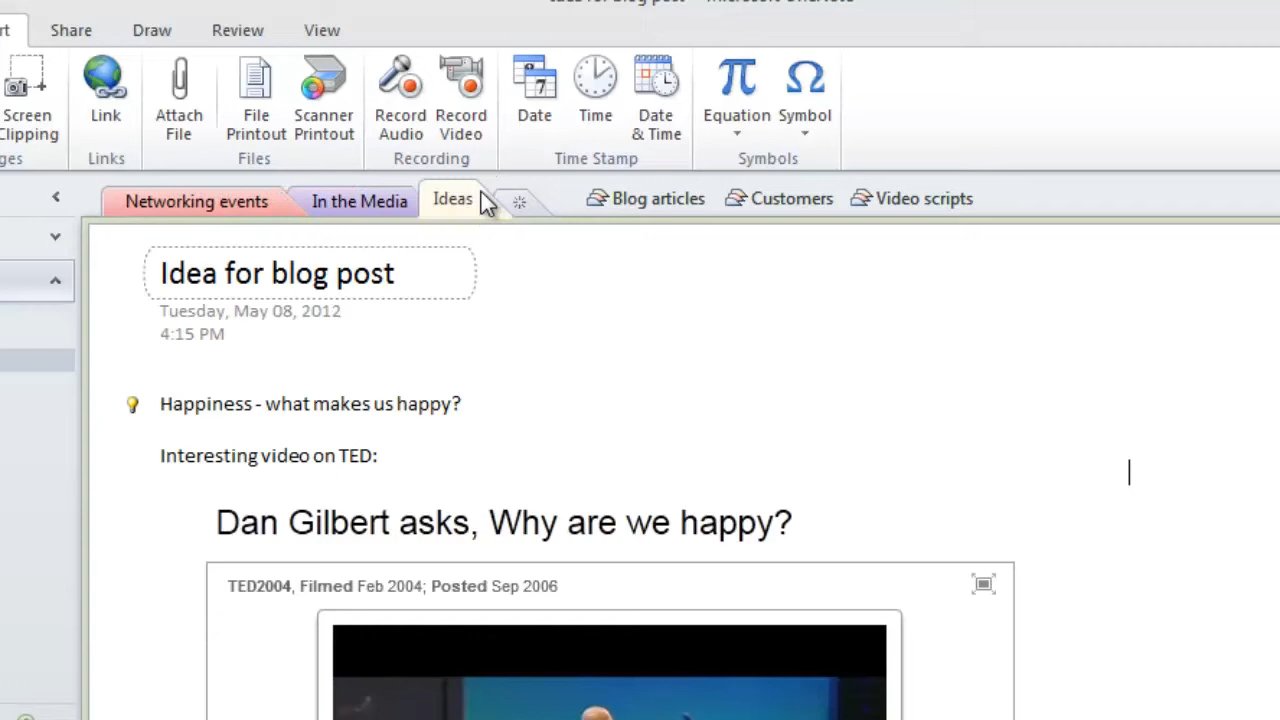 Share Draw Review View
Screen Clipping
Link
Attach File
File Printout
Scanner Printout
Record Audio
Record Video
Date
Time
Date & Time
Equation
Symbol
Links Files Recording Time Stamp Symbols
Networking events In the Media Ideas Blog articles Customers Video scripts
Idea for blog post
Tuesday, May 08, 2012
4:15 PM
Happiness - what makes us happy?
Interesting video on TED:
Dan Gilbert asks, Why are we happy?
TED2004, Filmed Feb 2004; Posted Sep 2006